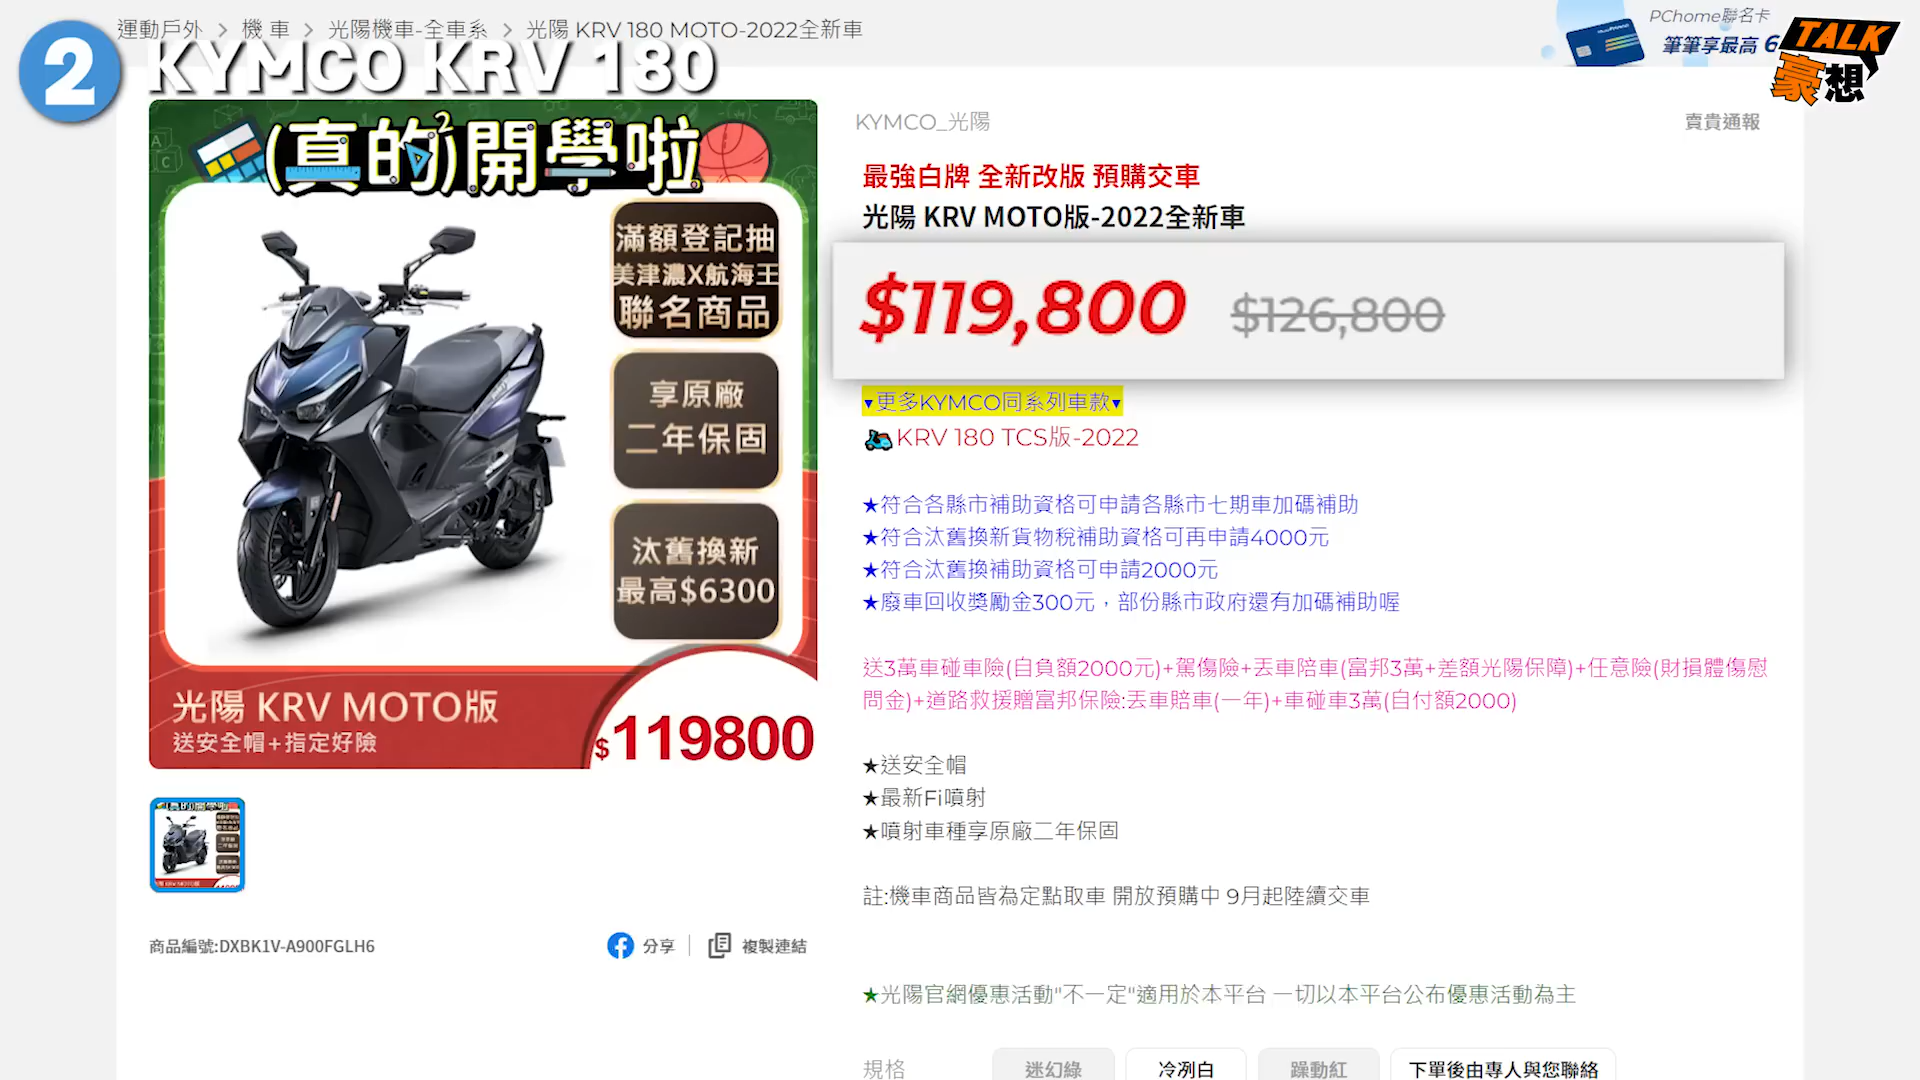 運動戶外 > 機 車 > 光陽機車-全車系 > 光陽 KRV 180 MOTO-2022全新車
2 KYMCO KRV 180
PChome聯名卡
筆筆享最高 6
TALK
豪想
(真的)²開學啦
滿額登記抽
美津濃X航海王
聯名商品
享原廠
二年保固
汰舊換新
最高$6300
光陽 KRV MOTO版
送安全帽+指定好險
$119800
商品編號:DXBK1V-A900FGLH6
分享
複製連結
KYMCO_光陽
賣貴通報
最強白牌 全新改版 預購交車
光陽 KRV MOTO版-2022全新車
$119,800 $126,800
▾更多KYMCO同系列車款▾
KRV 180 TCS版-2022
★符合各縣市補助資格可申請各縣市七期車加碼補助
★符合汰舊換新貨物稅補助資格可再申請4000元
★符合汰舊換補助資格可申請2000元
★廢車回收獎勵金300元，部份縣市政府還有加碼補助喔
送3萬車碰車險(自負額2000元)+駕傷險+丟車陪車(富邦3萬+差額光陽保障)+任意險(財損體傷慰
問金)+道路救援贈富邦保險:丟車賠車(一年)+車碰車3萬(自付額2000)
★送安全帽
★最新Fi噴射
★噴射車種享原廠二年保固
註:機車商品皆為定點取車 開放預購中 9月起陸續交車
★光陽官網優惠活動"不一定"適用於本平台 一切以本平台公布優惠活動為主
規格
迷幻綠
冷冽白
躁動紅
下單後由專人與您聯絡